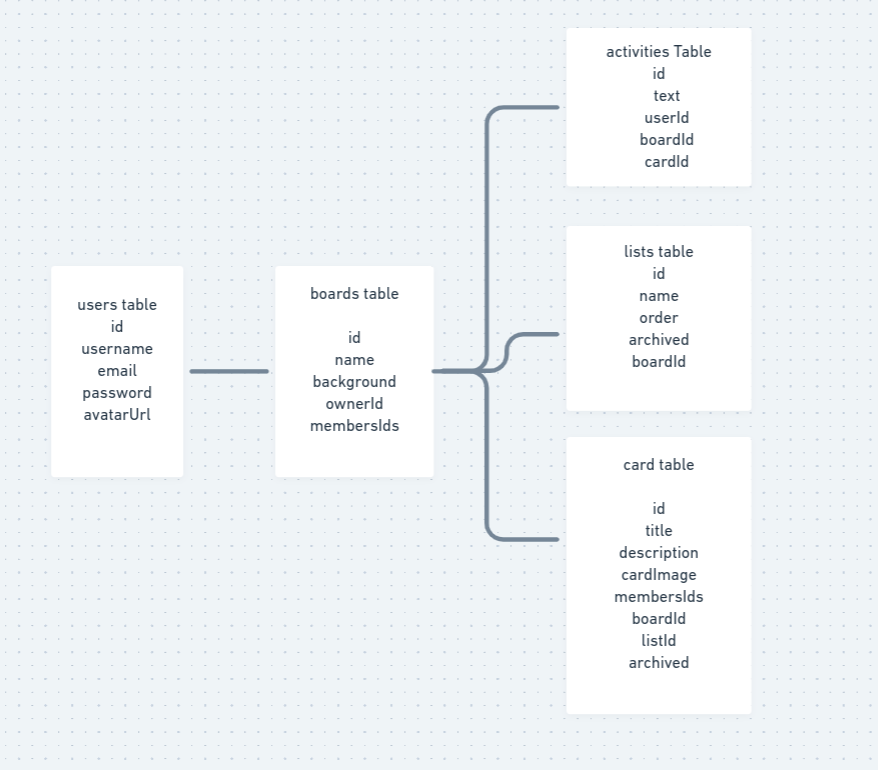 users table
id
username
email
password
avatarUrl
boards table
id
name
background
ownerId
membersIds
activities Table
id
text
userId
boardId
cardId
lists table
id
name
order
archived
boardId
card table
id
title
description
cardImage
membersIds
boardId
listId
archived